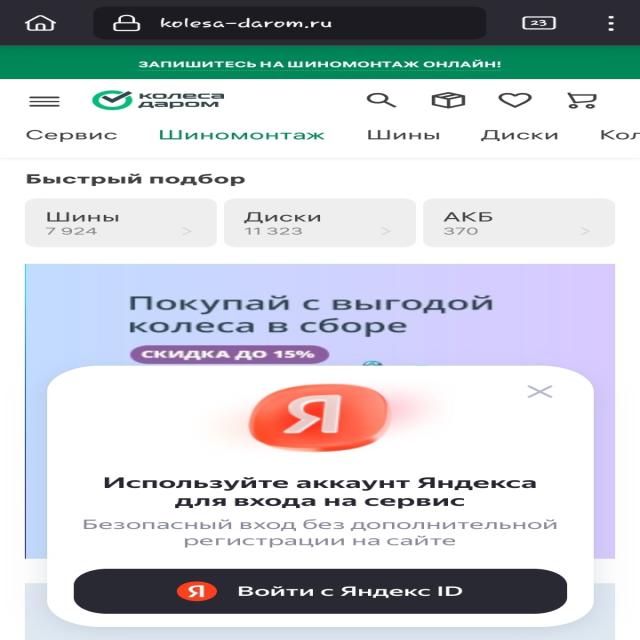 kolesa-darom.ru
23
ЗАПИШИТЕСЬ НА ШИНОМОНТАЖ ОНЛАЙН!
колеса
даром
Сервис Шиномонтаж Шины Диски Кол
Быстрый подбор
Шины Диски АКБ
7 924 11 323 370
Покупай с выгодой
колеса в сборе
СКИДКА ДО 15%
Я
Используйте аккаунт Яндекса
для входа на сервис
Безопасный вход без дополнительной
регистрации на сайте
Я Войти с Яндекс ID